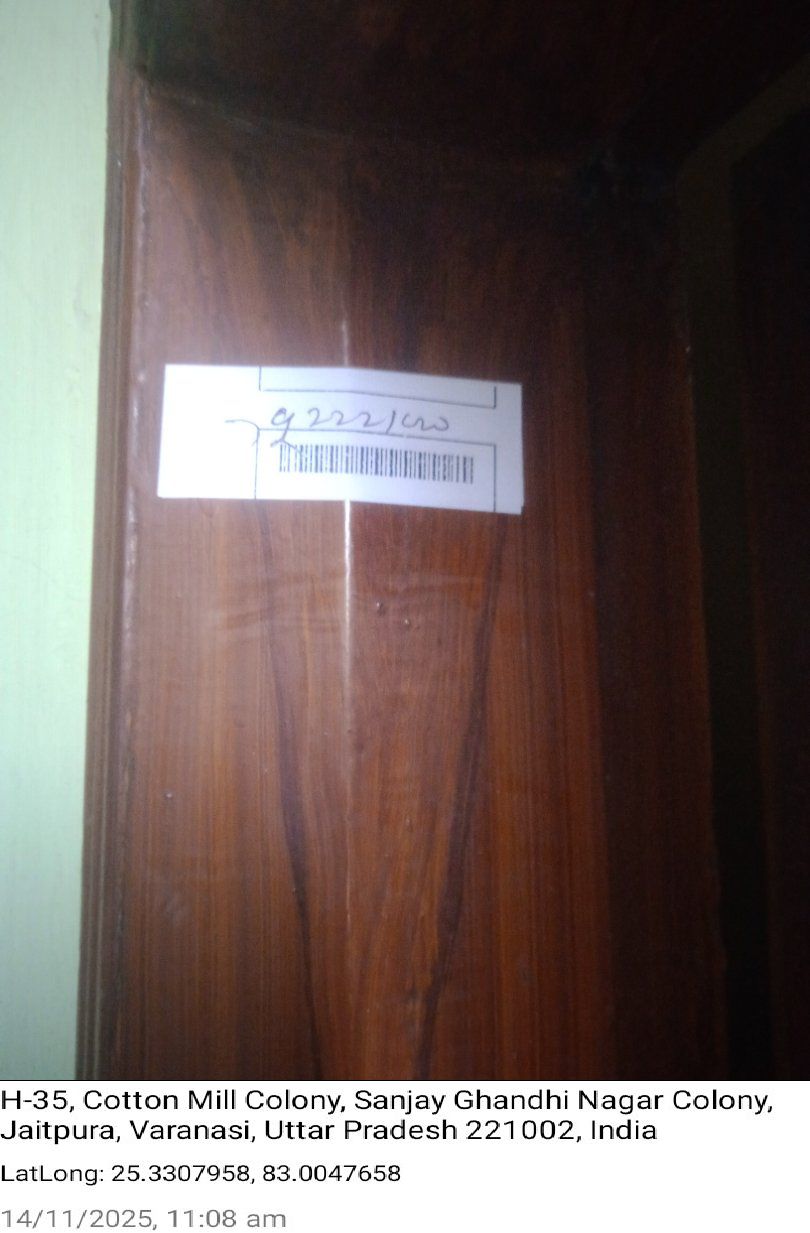 H-35, Cotton Mill Colony, Sanjay Ghandhi Nagar Colony,
Jaitpura, Varanasi, Uttar Pradesh 221002, India
LatLong: 25.3307958, 83.0047658
14/11/2025, 11:08 am